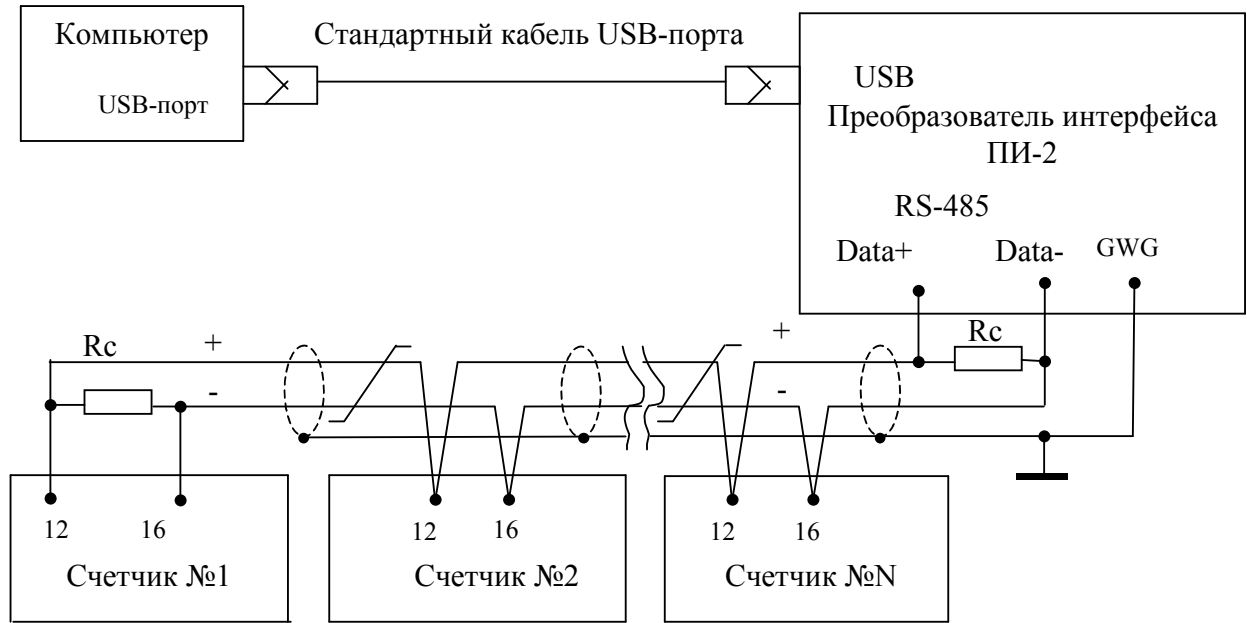 Компьютер
USB-порт
Стандартный кабель USB-порта
USB
Преобразователь интерфейса
ПИ-2
RS-485
Data+
Data-
GWG
Rc
+
-
+
-
Rc
12
16
Счетчик №1
12
16
Счетчик №2
12
16
Счетчик №N